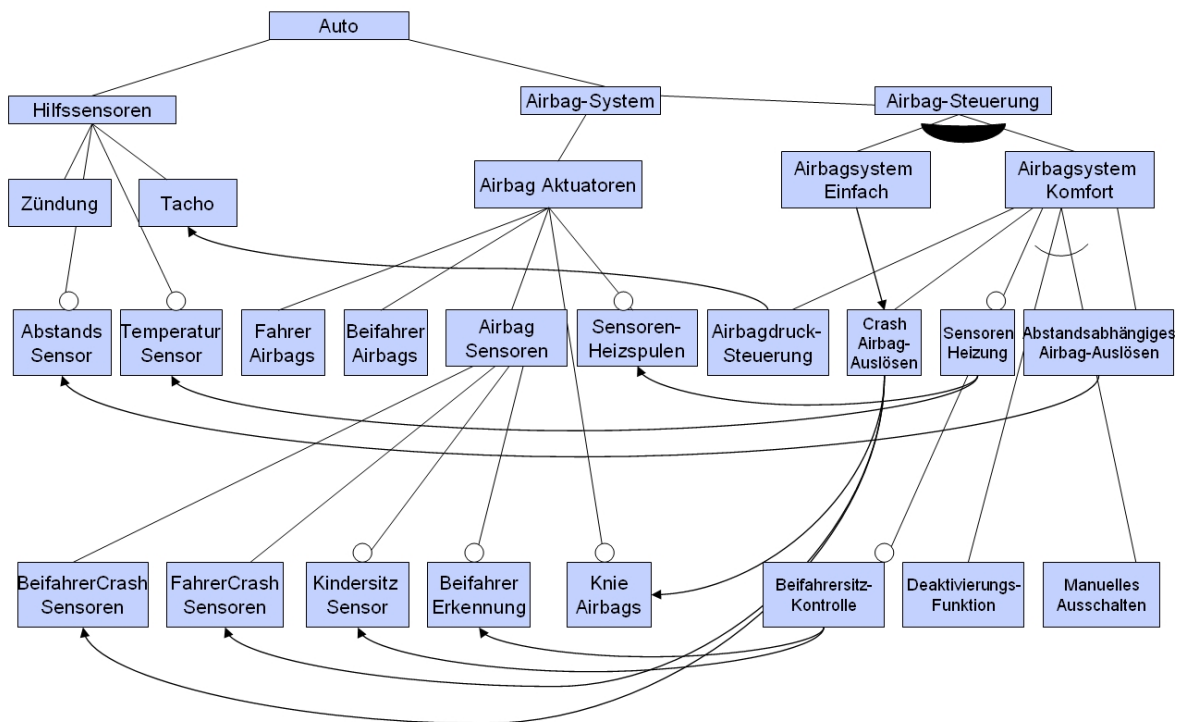 Auto
Hilfssensoren
Airbag-System
Airbag-Steuerung
Zündung
Tacho
Airbag Aktuatoren
Airbagsystem
Einfach
Airbagsystem
Komfort
Abstands
Sensor
Temperatur
Sensor
Fahrer
Airbags
Beifahrer
Airbags
Airbag
Sensoren
Sensoren-
Heizspulen
Airbagdruck-
Steuerung
Crash
Airbag-
Auslösen
Sensoren
Heizung
Abstandsabhängiges
Airbag-Auslösen
BeifahrerCrash
Sensoren
FahrerCrash
Sensoren
Kindersitz
Sensor
Beifahrer
Erkennung
Knie
Airbags
Beifahrersitz-
Kontrolle
Deaktivierungs-
Funktion
Manuelles
Ausschalten